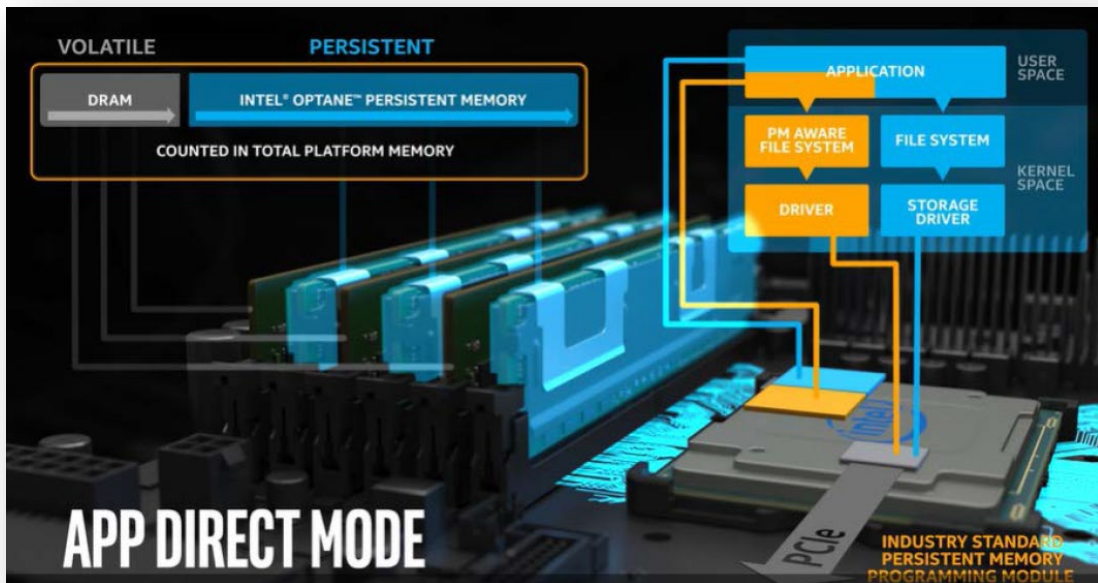 VOLATILE
PERSISTENT
DRAM
INTEL® OPTANE™ PERSISTENT MEMORY
COUNTED IN TOTAL PLATFORM MEMORY
APPLICATION
USER
SPACE
PM AWARE
FILE SYSTEM
FILE SYSTEM
KERNEL
SPACE
DRIVER
STORAGE
DRIVER
intel
PCIe
APP DIRECT MODE
INDUSTRY STANDARD
PERSISTENT MEMORY
PROGRAMMING MODULE